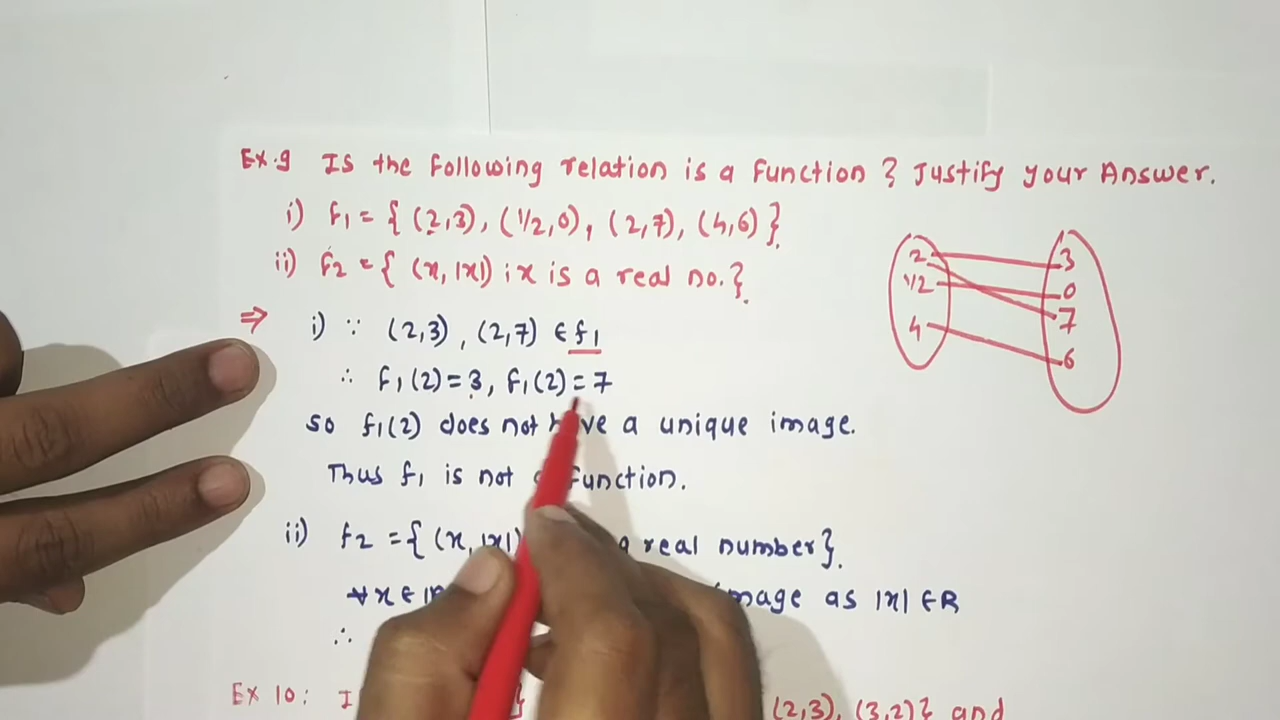 Ex.9 Is the following relation is a function ? Justify your Answer.
i) f1 = { (2,3), (1/2,0), (2,7), (4,6) }
ii) f2 = { (x, |x|) ; x is a real no. }.
2 3
1/2 0
7
4 6
⇒ i) ∵ (2,3), (2,7) ∈ f1
∴ f1(2) = 3, f1(2) = 7
so f1(2) does not have a unique image.
Thus f1 is not a function.
ii) f2 = { (x, |x|) a real number }.
∀ x ∈ image as |x| ∈ R
∴
Ex 10: I (2,3), (3,2)} and